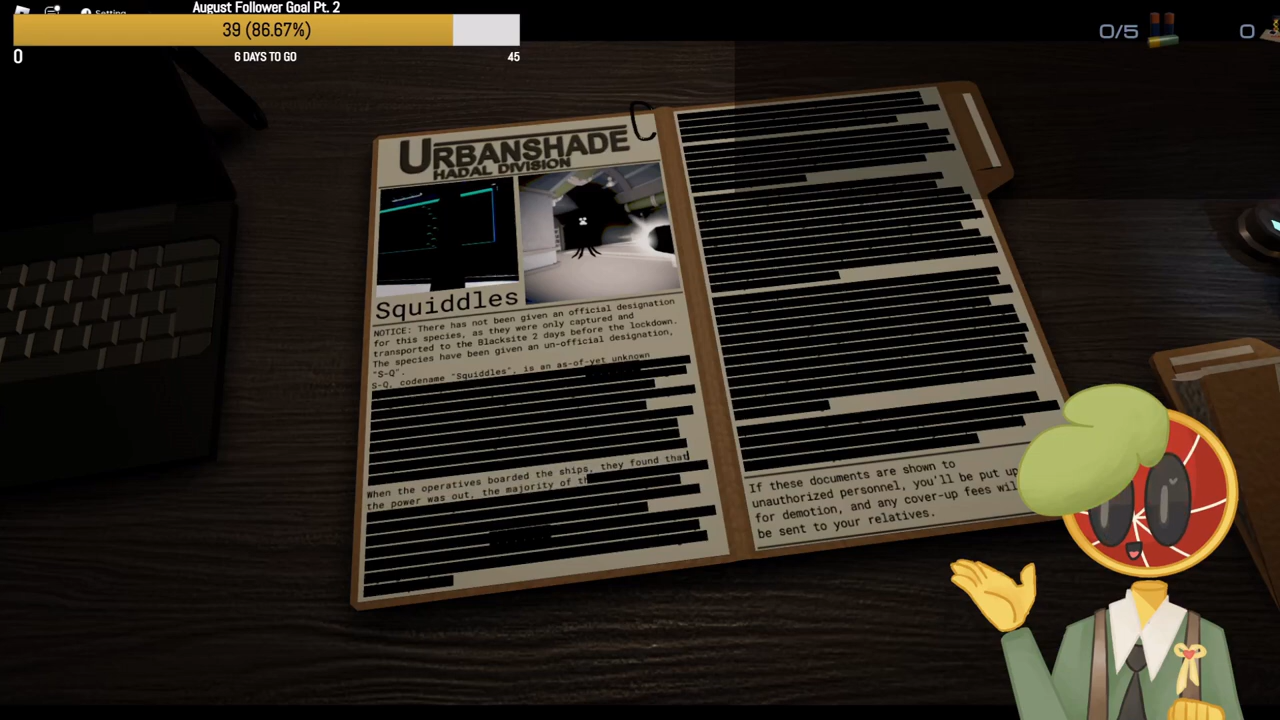 Setting
August Follower Goal Pt. 2
39 (86.67%)
0
6 DAYS TO GO
45
0/5
0
URBANSHADE
HADAL DIVISION
Squiddles
NOTICE: There has not been given an official designation
for this species, as they were only captured and
transported to the Blacksite 2 days before the lockdown.
The species have been given an un-official designation,
"S-Q".
S-Q, codename "Squiddles", is an as-of-yet unknown
When the operatives boarded the ships, they found that
the power was out, the majority of th
If these documents are shown to
unauthorized personnel, you'll be put up
for demotion, and any cover-up fees wil
be sent to your relatives.